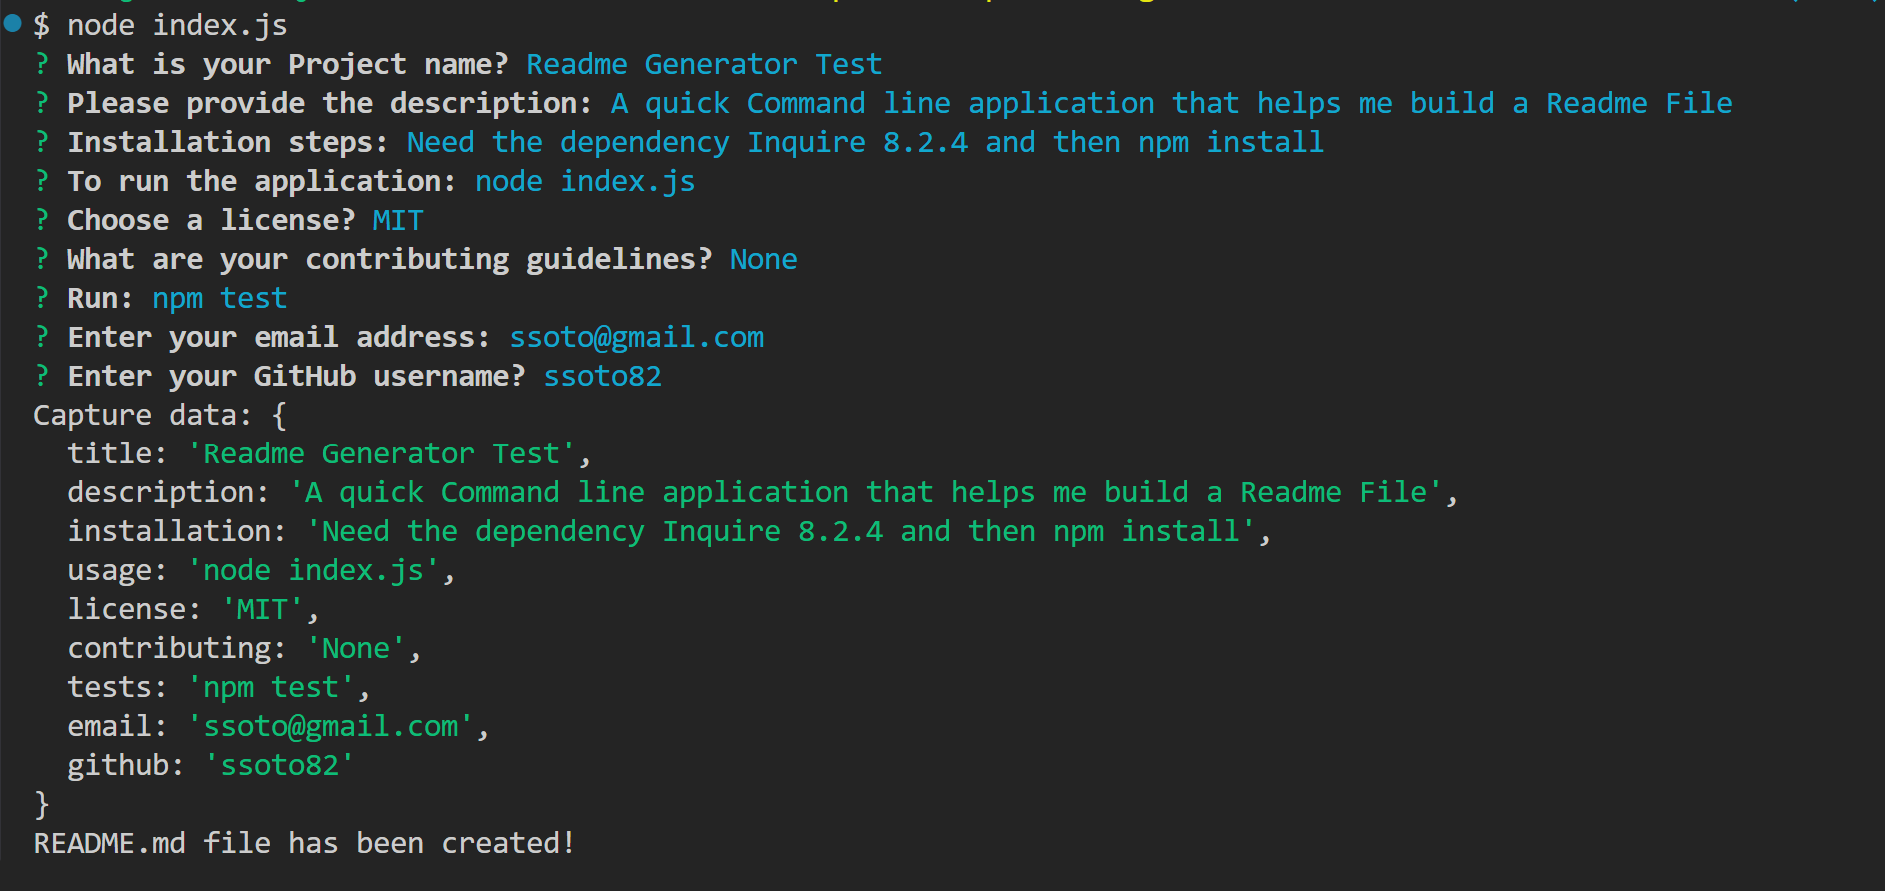 $ node index.js
? What is your Project name? Readme Generator Test
? Please provide the description: A quick Command line application that helps me build a Readme File
? Installation steps: Need the dependency Inquire 8.2.4 and then npm install
? To run the application: node index.js
? Choose a license? MIT
? What are your contributing guidelines? None
? Run: npm test
? Enter your email address: ssoto@gmail.com
? Enter your GitHub username? ssoto82
Capture data: {
  title: 'Readme Generator Test',
  description: 'A quick Command line application that helps me build a Readme File',
  installation: 'Need the dependency Inquire 8.2.4 and then npm install',
  usage: 'node index.js',
  license: 'MIT',
  contributing: 'None',
  tests: 'npm test',
  email: 'ssoto@gmail.com',
  github: 'ssoto82'
}
README.md file has been created!